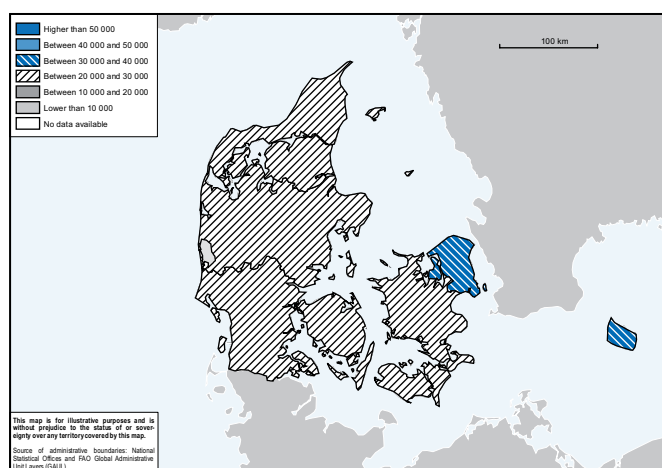 Higher than 50 000
Between 40 000 and 50 000
Between 30 000 and 40 000
Between 20 000 and 30 000
Between 10 000 and 20 000
Lower than 10 000
No data available
100 km
This map is for illustrative purposes and is
without prejudice to the status of or sover-
eignty over any territory covered by this map.
Source of administrative boundaries: National
Statistical Offices and FAO Global Administrative
Unit Layers (GAUL)